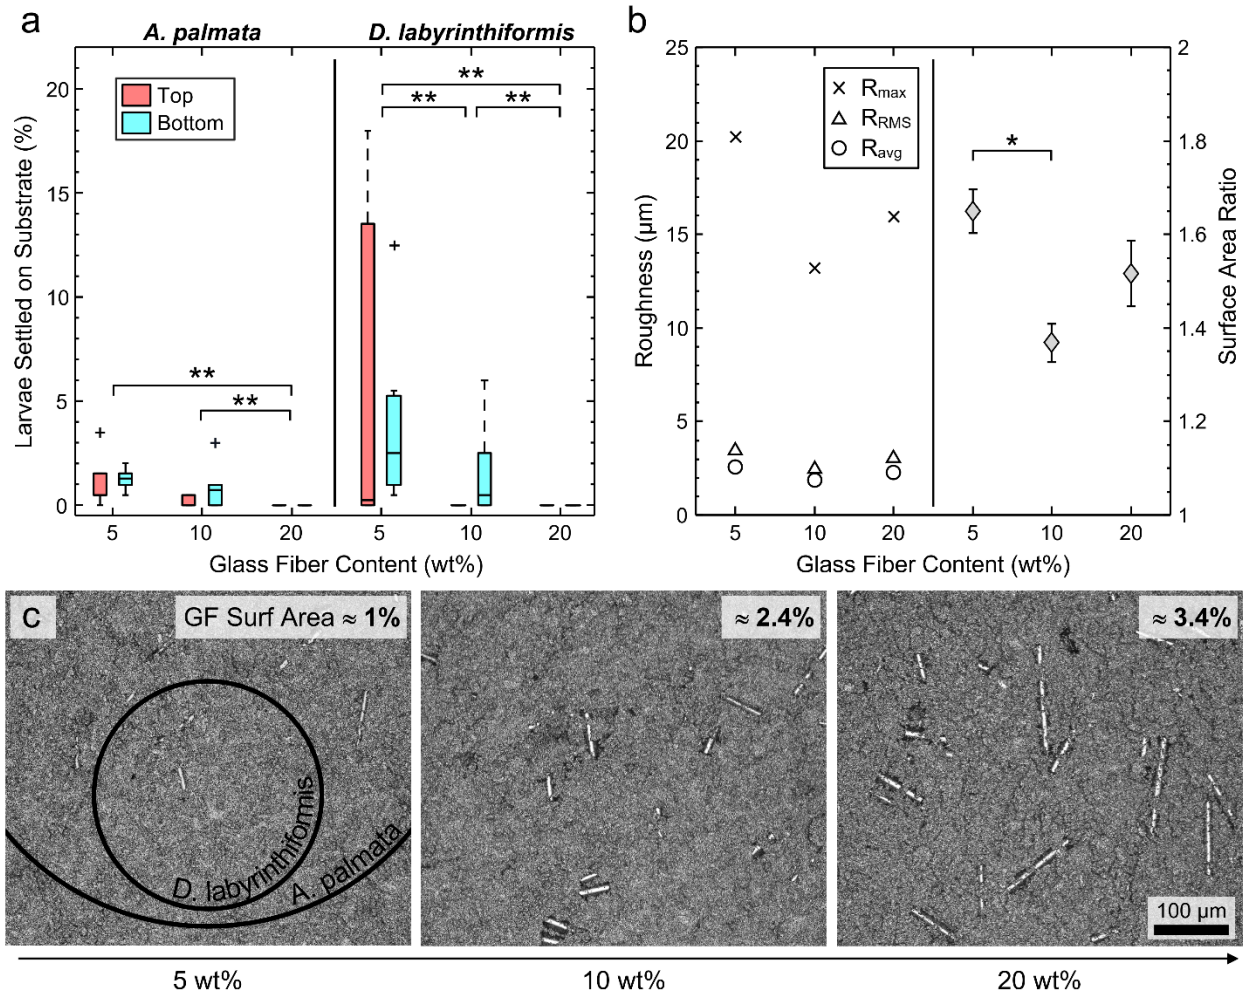 a
A. palmata
D. labyrinthiformis
Top
Bottom
**
**
**
**
**
+
+
+
+
20
15
10
5
0
Larvae Settled on Substrate (%)
5
10
20
5
10
20
Glass Fiber Content (wt%)
b
Rmax
RRMS
Ravg
*
25
20
15
10
5
0
Roughness (µm)
2
1.8
1.6
1.4
1.2
1
Surface Area Ratio
5
10
20
5
10
20
Glass Fiber Content (wt%)
c
GF Surf Area ≈ 1%
D. labyrinthiformis
A. palmata
≈ 2.4%
≈ 3.4%
100 µm
5 wt%
10 wt%
20 wt%